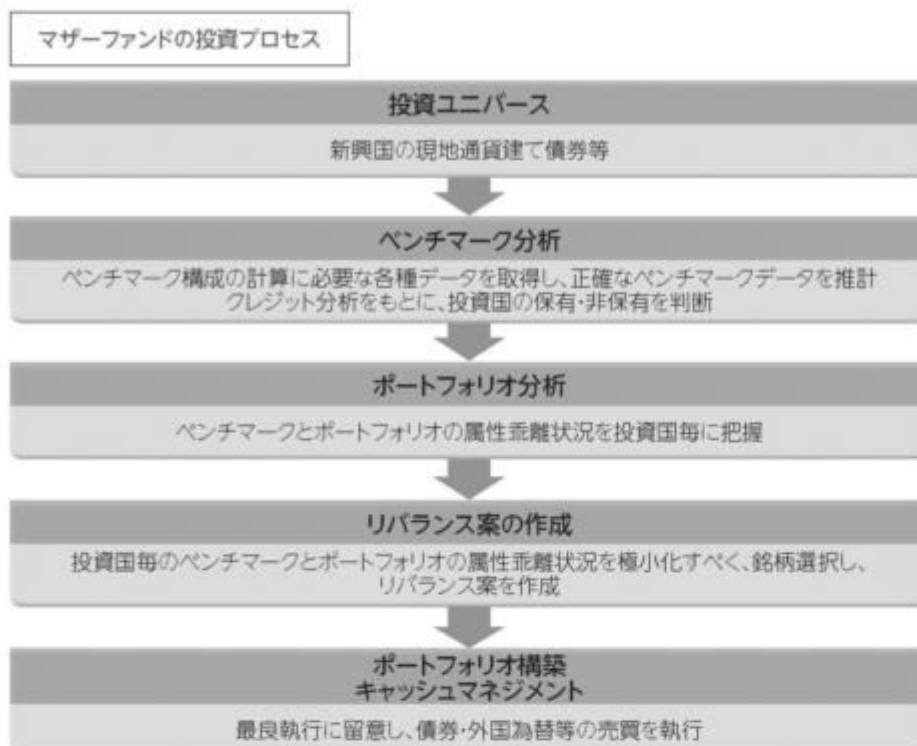 マザーファンドの投資プロセス
投資ユニバース
新興国の現地通貨建て債券等
ベンチマーク分析
ベンチマーク構成の計算に必要な各種データを取得し、正確なベンチマークデータを推計
クレジット分析をもとに、投資国の保有・非保有を判断
ポートフォリオ分析
ベンチマークとポートフォリオの属性乖離状況を投資国毎に把握
リバランス案の作成
投資国毎のベンチマークとポートフォリオの属性乖離状況を極小化すべく、銘柄選択し、
リバランス案を作成
ポートフォリオ構築
キャッシュマネジメント
最良執行に留意し、債券・外国為替等の売買を執行